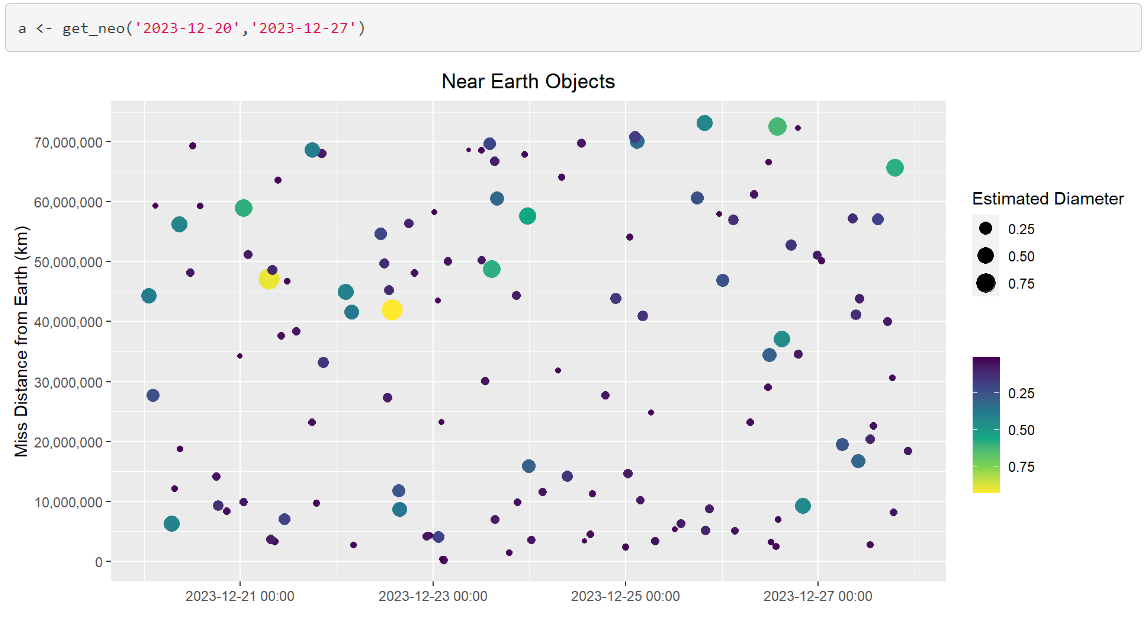 a <- get_neo('2023-12-20','2023-12-27')
Near Earth Objects
Miss Distance from Earth (km)
70,000,000
60,000,000
50,000,000
40,000,000
30,000,000
20,000,000
10,000,000
0
2023-12-21 00:00 2023-12-23 00:00 2023-12-25 00:00 2023-12-27 00:00
Estimated Diameter
0.25
0.50
0.75
0.25
0.50
0.75